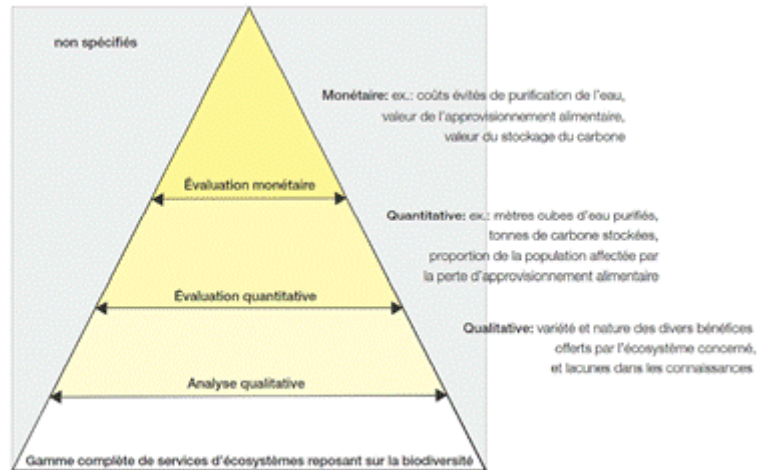 non spécifiés
Monétaire: ex.: coûts évités de purification de l'eau,
valeur de l'approvisionnement alimentaire,
valeur du stockage du carbone
Évaluation monétaire
Quantitative: ex.: mètres cubes d'eau purifiés,
tonnes de carbone stockées,
proportion de la population affectée par
la perte d'approvisionnement alimentaire
Évaluation quantitative
Qualitative: variété et nature des divers bénéfices
offerts par l'écosystème concerné,
et lacunes dans les connaissances
Analyse qualitative
Gamme complète de services d'écosystèmes reposant sur la biodiversité